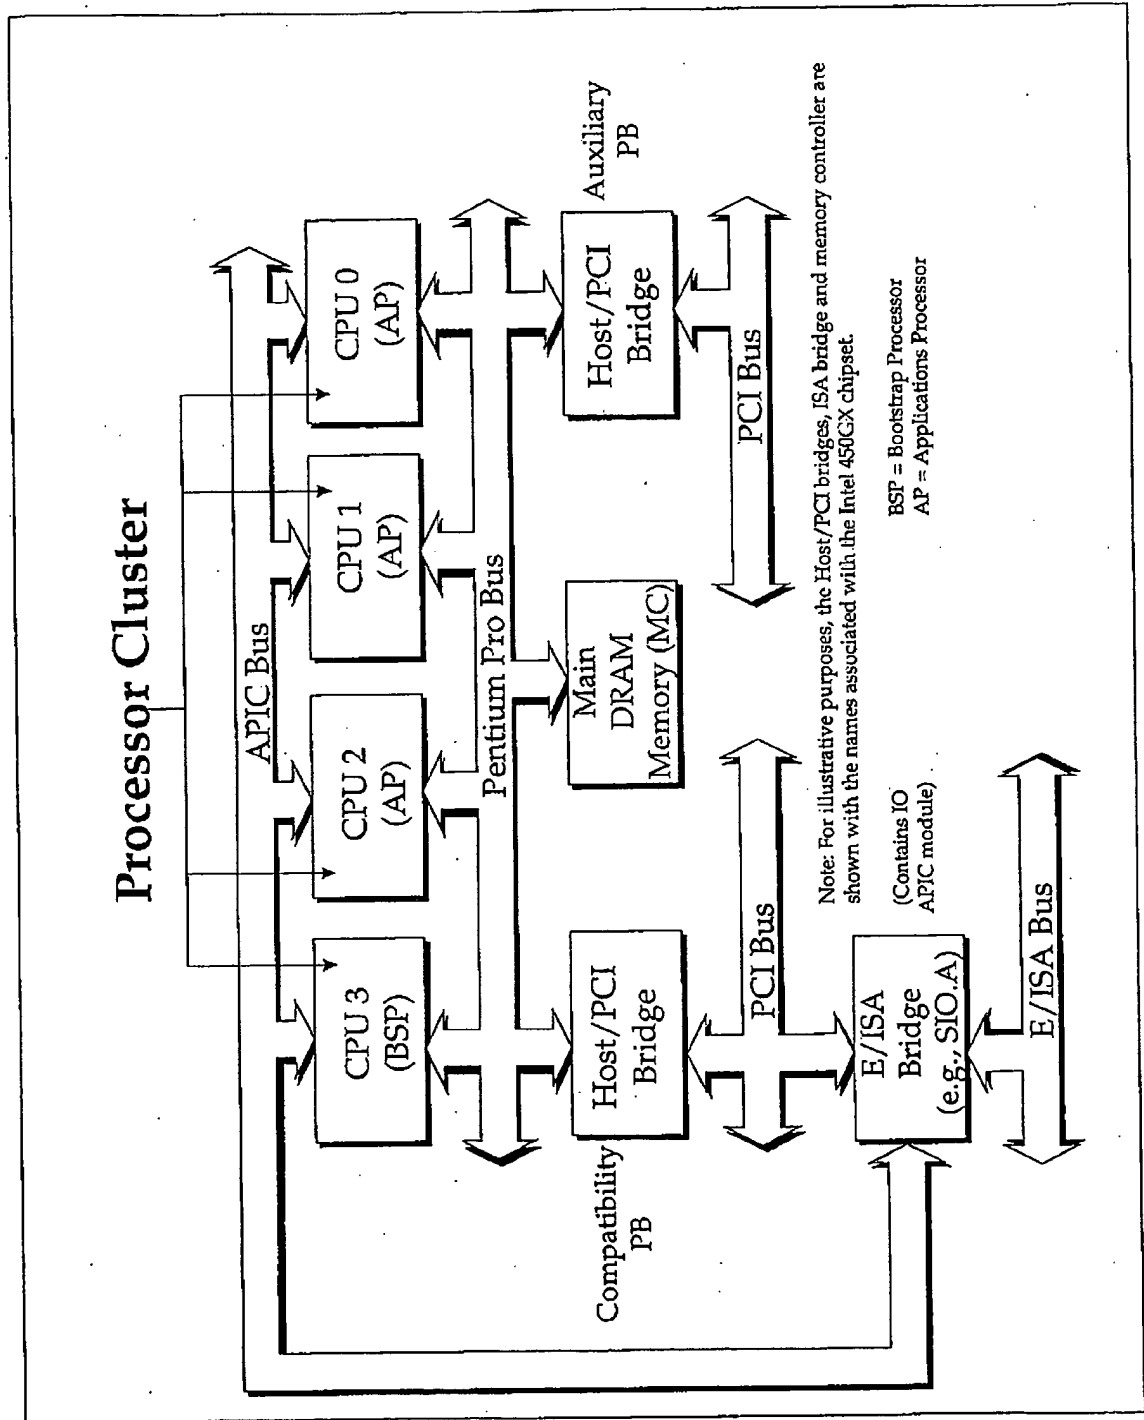 Processor Cluster
APIC Bus
CPU 3
(BSP)
CPU 2
(AP)
CPU 1
(AP)
CPU 0
(AP)
Pentium Pro Bus
Compatibility
PB
Host/PCI
Bridge
Main
DRAM
Memory (MC)
Host/PCI
Bridge
Auxiliary
PB
PCI Bus
PCI Bus
Note: For illustrative purposes, the Host/PCI bridges, ISA bridge and memory controller are
shown with the names associated with the Intel 450GX chipset.
E/ISA
Bridge
(e.g., SIO.A)
(Contains IO
APIC module)
BSP = Bootstrap Processor
AP = Applications Processor
E/ISA Bus